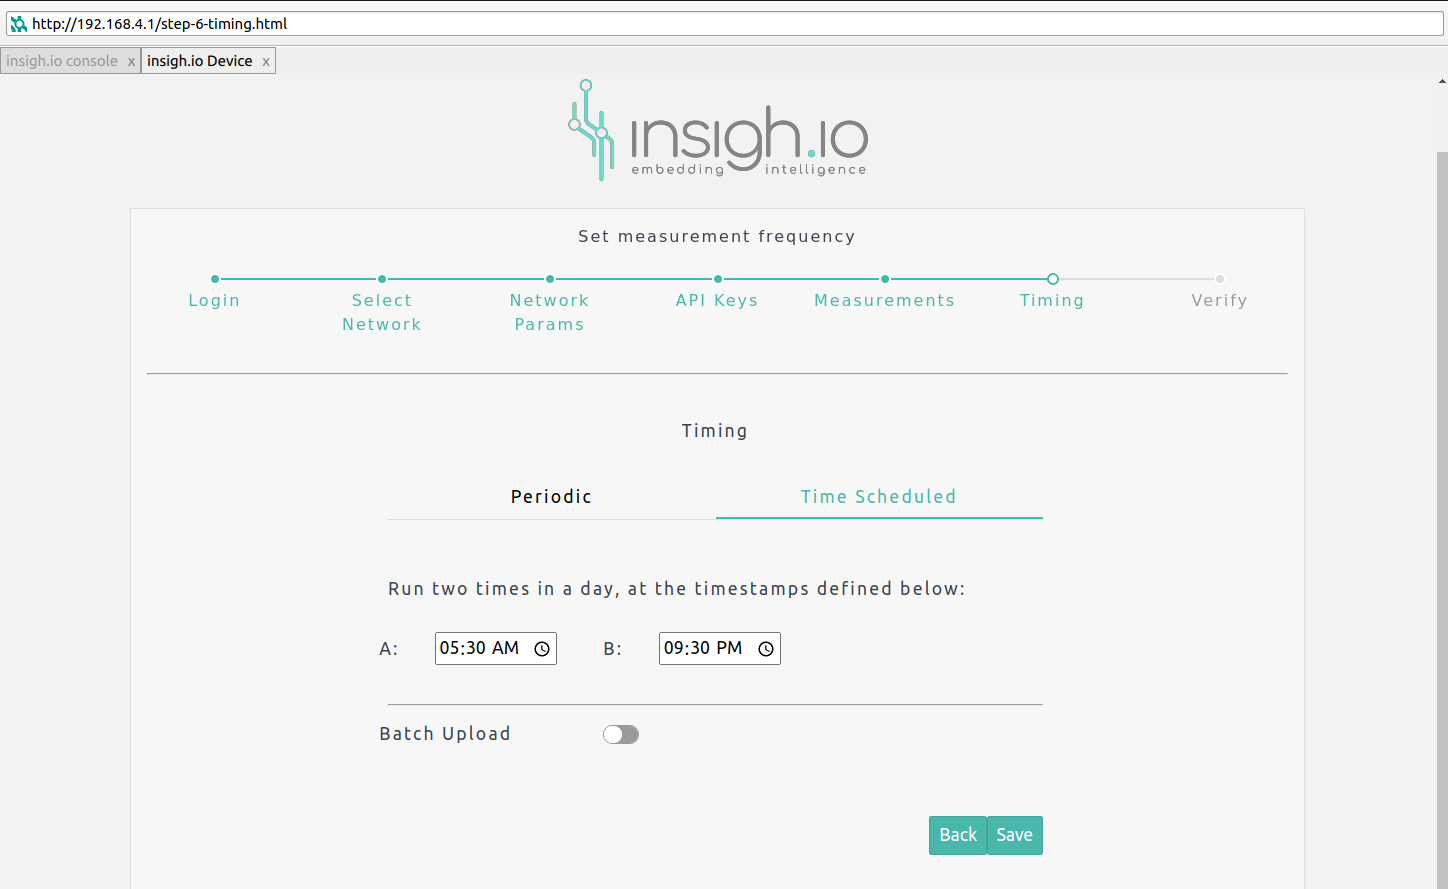 http://192.168.4.1/step-6-timing.html
insigh.io console x insigh.io Device x
insigh.io
embedding intelligence
Set measurement frequency
Login Select Network API Keys Measurements Timing Verify
Network Params
Timing
Periodic Time Scheduled
Run two times in a day, at the timestamps defined below:
A: 05:30 AM B: 09:30 PM
Batch Upload
Back Save